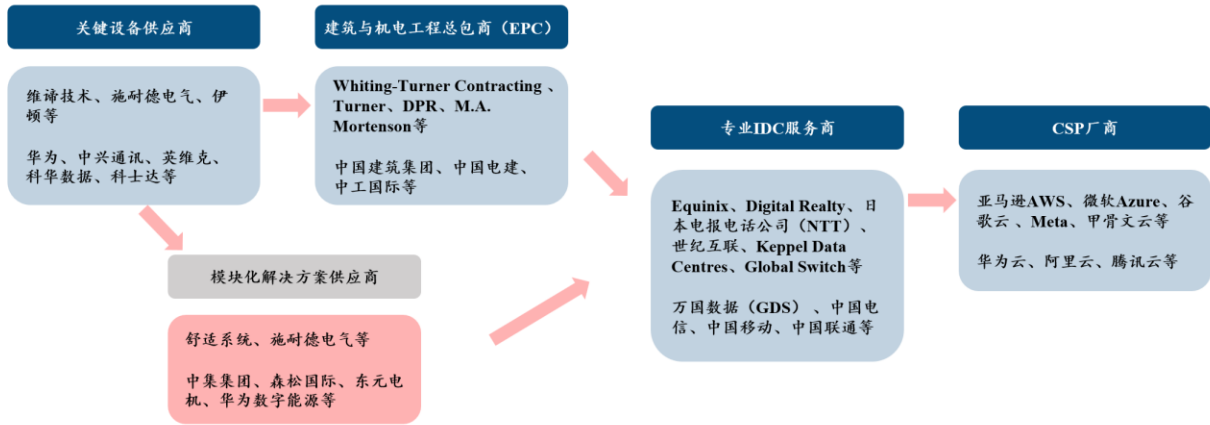 关键设备供应商
维谛技术、施耐德电气、伊
顿等
华为、中兴通讯、英维克、
科华数据、科士达等
建筑与机电工程总包商（EPC）
Whiting-Turner Contracting 、
Turner、DPR、M.A.
Mortenson等
中国建筑集团、中国电建、
中工国际等
模块化解决方案供应商
舒适系统、施耐德电气等
中集集团、森松国际、东元电
机、华为数字能源等
专业IDC服务商
Equinix、Digital Realty、日
本电报电话公司（NTT）、
世纪互联、Keppel Data
Centres、Global Switch等
万国数据（GDS） 、中国电
信、中国移动、中国联通等
CSP厂商
亚马逊AWS、微软Azure、谷
歌云 、Meta、甲骨文云等
华为云、阿里云、腾讯云等